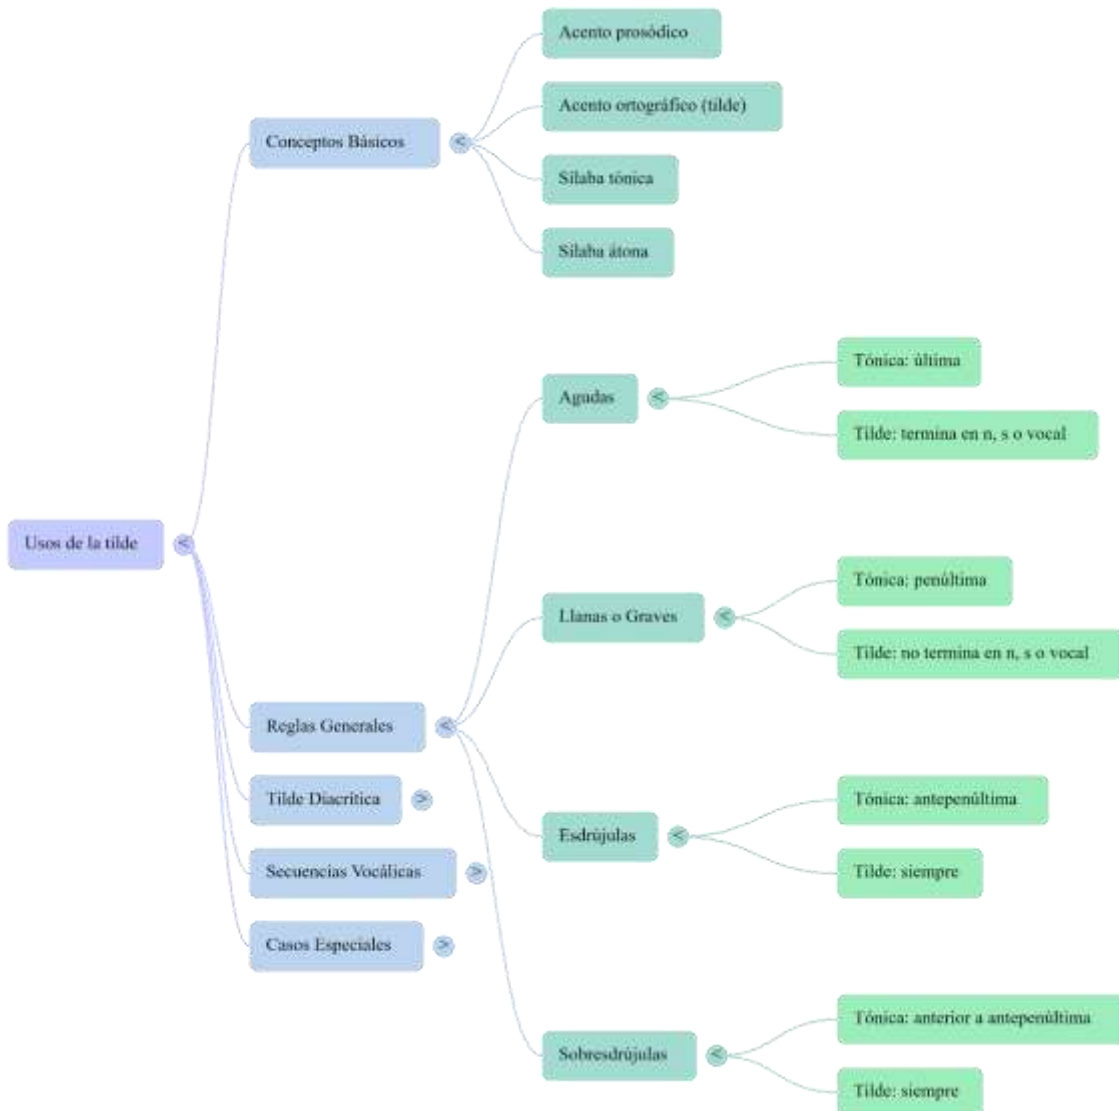 Usos de la tilde
Conceptos Básicos
Acento prosódico
Acento ortográfico (tilde)
Sílaba tónica
Sílaba átona
Reglas Generales
Agudas
Tónica: última
Tilde: termina en n, s o vocal
Llanas o Graves
Tónica: penúltima
Tilde: no termina en n, s o vocal
Esdrújulas
Tónica: antepenúltima
Tilde: siempre
Sobresdrújulas
Tónica: anterior a antepenúltima
Tilde: siempre
Tilde Diacrítica
Secuencias Vocálicas
Casos Especiales